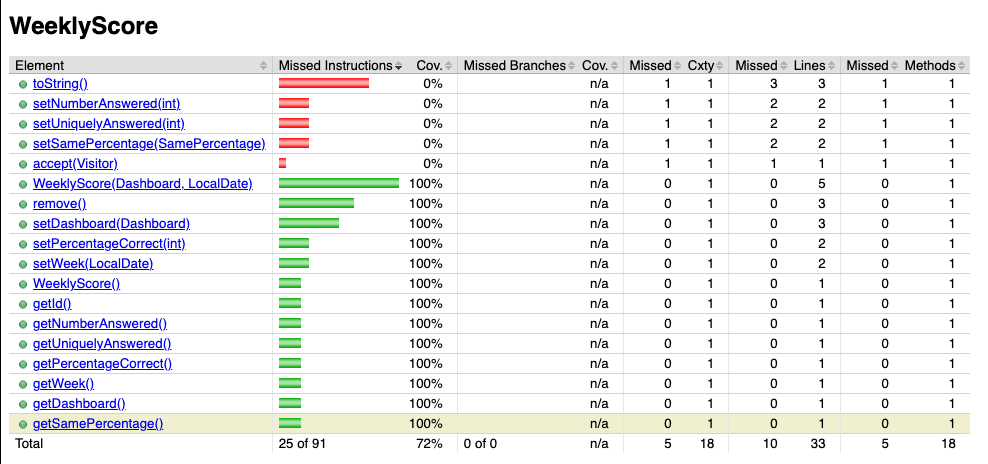 WeeklyScore
Element Missed Instructions Cov. Missed Branches Cov. Missed Cxty Missed Lines Missed Methods
toString() 0% n/a 1 1 3 3 1 1
setNumberAnswered(int) 0% n/a 1 1 2 2 1 1
setUniquelyAnswered(int) 0% n/a 1 1 2 2 1 1
setSamePercentage(SamePercentage) 0% n/a 1 1 2 2 1 1
accept(Visitor) 0% n/a 1 1 1 1 1 1
WeeklyScore(Dashboard, LocalDate) 100% n/a 0 1 0 5 0 1
remove() 100% n/a 0 1 0 3 0 1
setDashboard(Dashboard) 100% n/a 0 1 0 3 0 1
setPercentageCorrect(int) 100% n/a 0 1 0 2 0 1
setWeek(LocalDate) 100% n/a 0 1 0 2 0 1
WeeklyScore() 100% n/a 0 1 0 1 0 1
getId() 100% n/a 0 1 0 1 0 1
getNumberAnswered() 100% n/a 0 1 0 1 0 1
getUniquelyAnswered() 100% n/a 0 1 0 1 0 1
getPercentageCorrect() 100% n/a 0 1 0 1 0 1
getWeek() 100% n/a 0 1 0 1 0 1
getDashboard() 100% n/a 0 1 0 1 0 1
getSamePercentage() 100% n/a 0 1 0 1 0 1
Total 25 of 91 72% 0 of 0 n/a 5 18 10 33 5 18